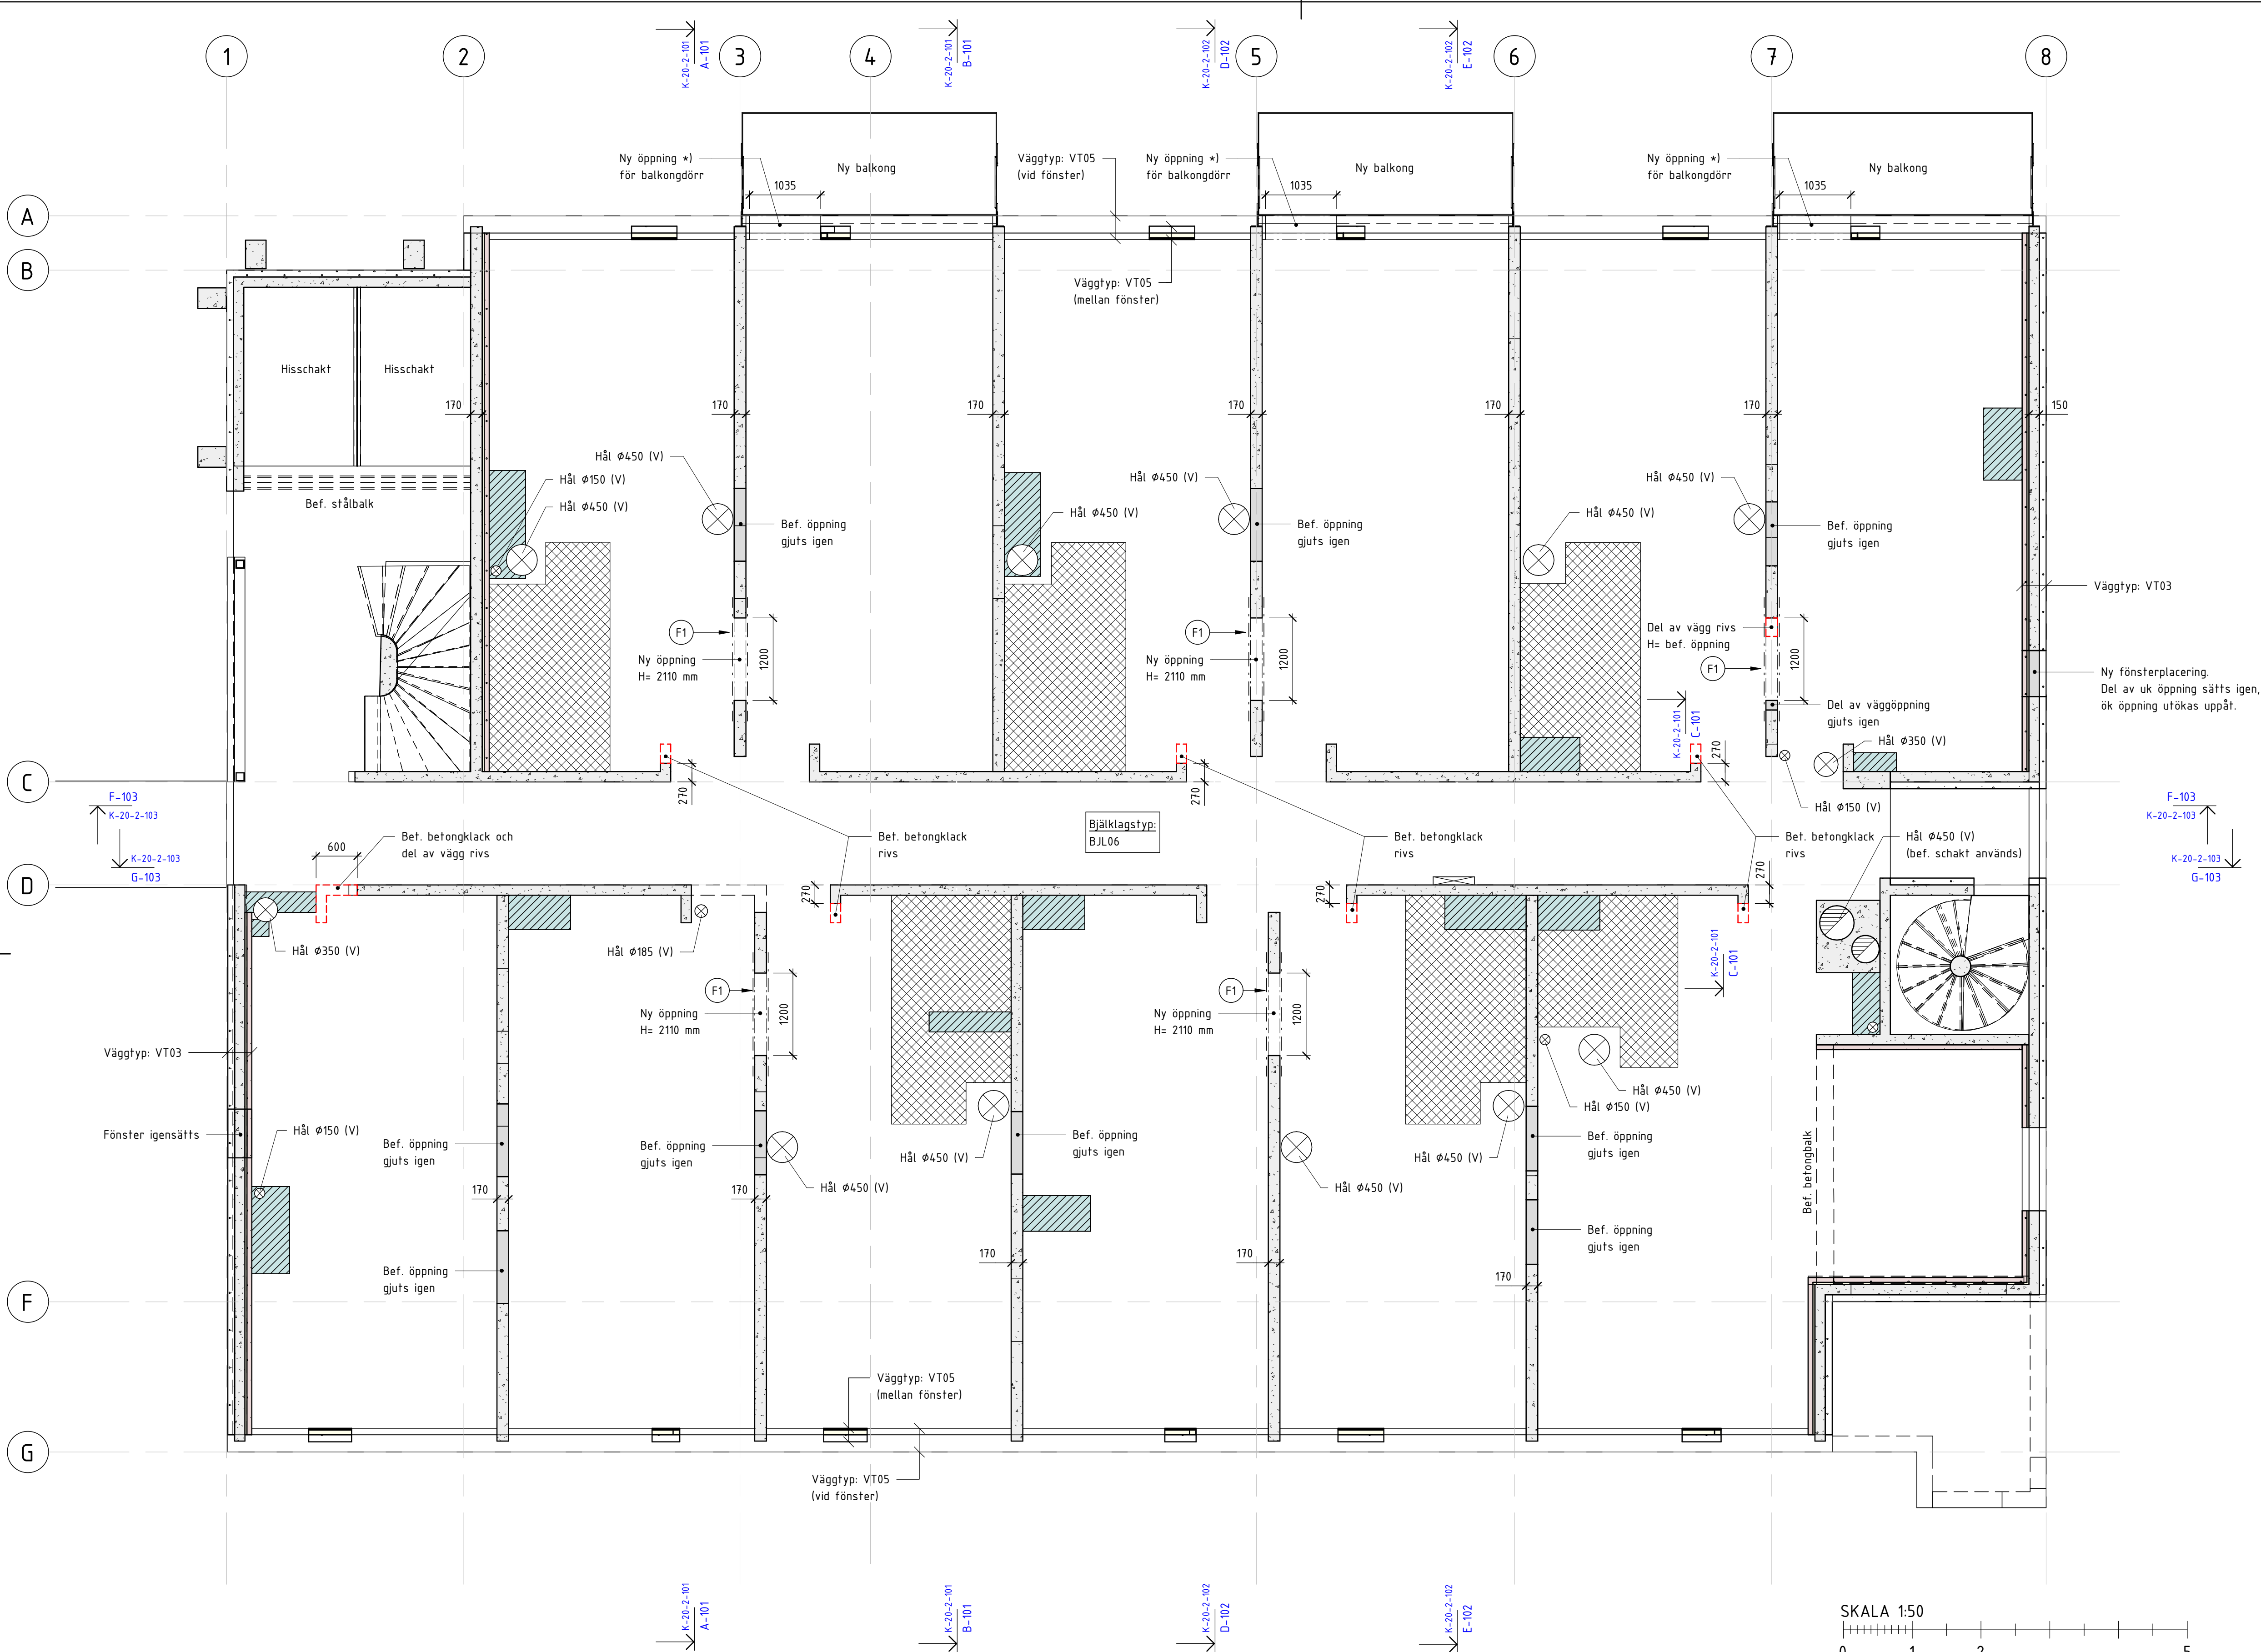 K-20-2-101
A-101
K-20-2-101
B-101
K-20-2-102
D-102
K-20-2-102
E-102
1
2
3
4
5
6
7
8
Ny öppning *)
för balkongdörr
1035
Ny balkong
Väggtyp: VT05
(vid fönster)
Ny öppning *)
för balkongdörr
1035
Ny balkong
Ny öppning *)
för balkongdörr
1035
Ny balkong
A
B
Väggtyp: VT05
(mellan fönster)
Hisschakt
Hisschakt
170
170
170
170
170
170
150
Bef. stålbalk
Hål ø450 (V)
Hål ø150 (V)
Hål ø450 (V)
Bef. öppning
gjuts igen
Hål ø450 (V)
Hål ø450 (V)
Bef. öppning
gjuts igen
Hål ø450 (V)
Hål ø450 (V)
Bef. öppning
gjuts igen
Väggtyp: VT03
F1
Ny öppning
H= 2110 mm
1200
F1
Ny öppning
H= 2110 mm
1200
Del av vägg rivs
H= bef. öppning
F1
1200
Ny fönsterplacering.
Del av uk öppning sätts igen,
ök öppning utökas uppåt.
K-20-2-101
C-101
Del av väggöppning
gjuts igen
Hål ø350 (V)
270
270
270
C
Hål ø150 (V)
F-103
K-20-2-103
K-20-2-103
G-103
F-103
K-20-2-103
K-20-2-103
G-103
600
Bet. betongklack och
del av vägg rivs
Bet. betongklack
rivs
Bjälklagstyp:
BJL06
Bet. betongklack
rivs
Bet. betongklack
rivs
Hål ø450 (V)
(bef. schakt används)
D
270
270
270
Hål ø350 (V)
Hål ø185 (V)
K-20-2-101
C-101
F1
Ny öppning
H= 2110 mm
1200
F1
Ny öppning
H= 2110 mm
1200
Väggtyp: VT03
Fönster igensätts
Hål ø150 (V)
Bef. öppning
gjuts igen
Bef. öppning
gjuts igen
Hål ø450 (V)
Hål ø450 (V)
Bef. öppning
gjuts igen
Hål ø450 (V)
Hål ø450 (V)
Hål ø450 (V)
Hål ø150 (V)
Bef. öppning
gjuts igen
Bef. betongbalk
170
170
170
170
170
Bef. öppning
gjuts igen
Bef. öppning
gjuts igen
F
Väggtyp: VT05
(mellan fönster)
G
Väggtyp: VT05
(vid fönster)
K-20-2-101
A-101
K-20-2-101
B-101
K-20-2-102
D-102
K-20-2-102
E-102
SKALA 1:50
0 1 2 5